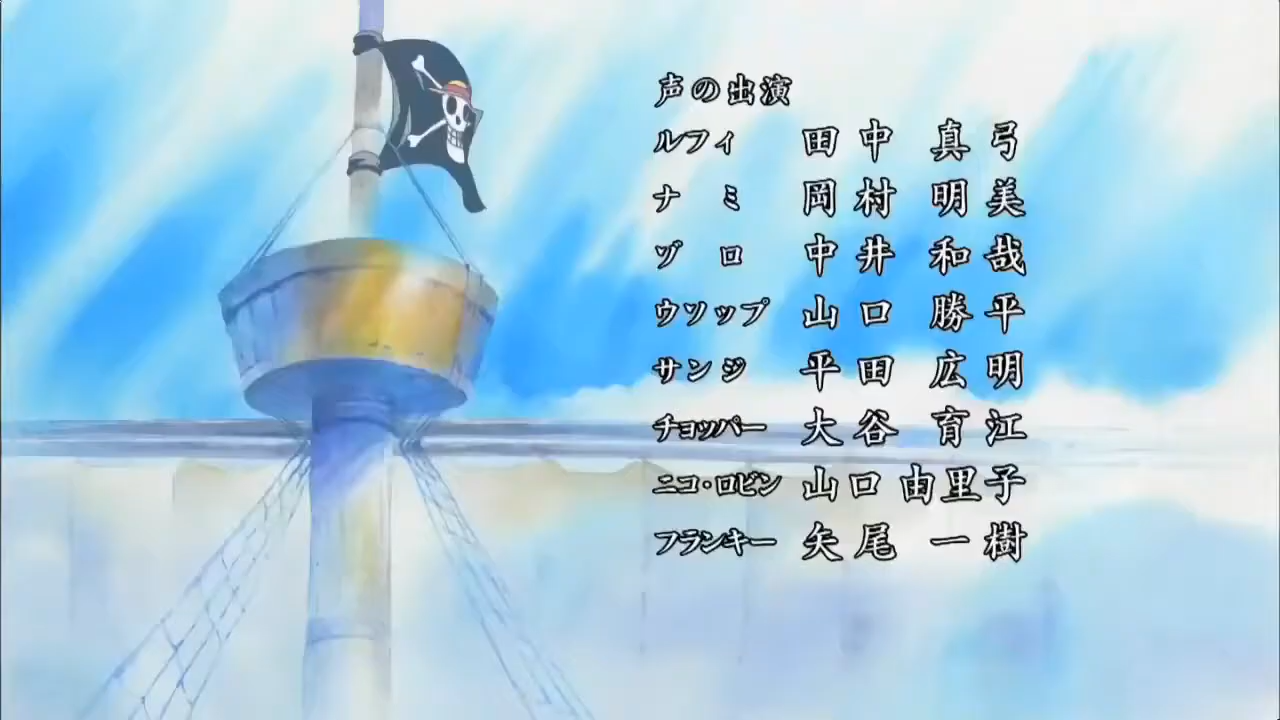 声の出演
ルフィ 田中 真弓
ナミ 岡村 明美
ゾロ 中井 和哉
ウソップ 山口 勝平
サンジ 平田 広明
チョッパー 大谷 育江
ニコ・ロビン 山口 由里子
フランキー 矢尾 一樹